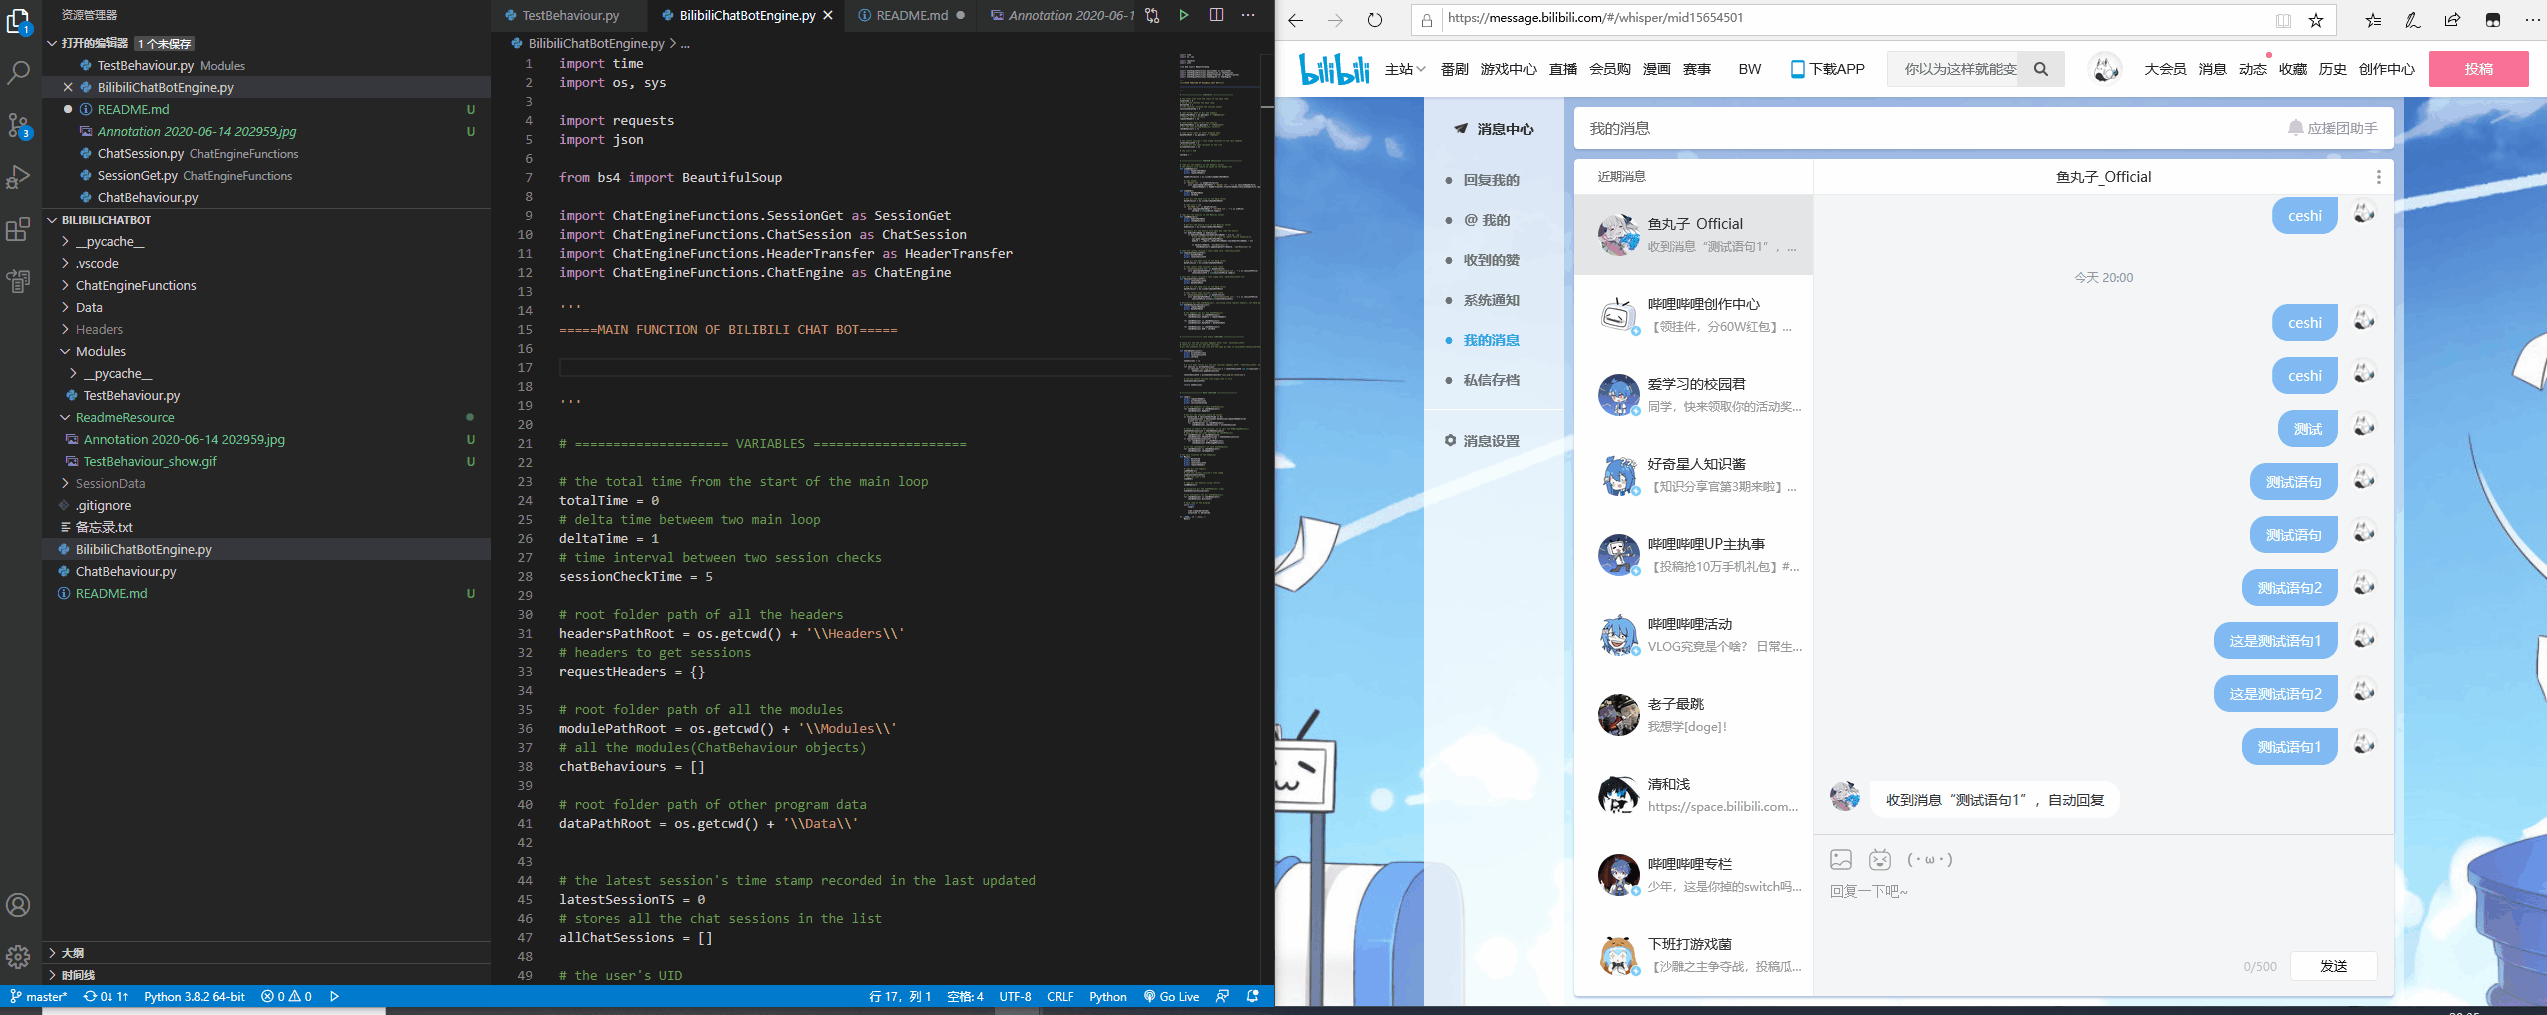 资源管理器
打开的编辑器 1 个未保存
TestBehaviour.py Modules
BilibiliChatBotEngine.py
README.md U
Annotation 2020-06-14 202959.jpg U
ChatSession.py ChatEngineFunctions
SessionGet.py ChatEngineFunctions
ChatBehaviour.py
BILIBILICHATBOT
__pycache__
.vscode
ChatEngineFunctions
Data
Headers
Modules
__pycache__
TestBehaviour.py
ReadmeResource
Annotation 2020-06-14 202959.jpg U
TestBehaviour_show.gif U
SessionData
.gitignore
备忘录.txt
BilibiliChatBotEngine.py
ChatBehaviour.py
README.md U
大纲
时间线
1
3
TestBehaviour.py
BilibiliChatBotEngine.py
README.md
Annotation 2020-06-1
BilibiliChatBotEngine.py > ...
1 import time
2 import os, sys
3
4 import requests
5 import json
6
7 from bs4 import BeautifulSoup
8
9 import ChatEngineFunctions.SessionGet as SessionGet
10 import ChatEngineFunctions.ChatSession as ChatSession
11 import ChatEngineFunctions.HeaderTransfer as HeaderTransfer
12 import ChatEngineFunctions.ChatEngine as ChatEngine
13
14 '''
15 =====MAIN FUNCTION OF BILIBILI CHAT BOT=====
16
17
18
19 '''
20
21 # ==================== VARIABLES ====================
22
23 # the total time from the start of the main loop
24 totalTime = 0
25 # delta time betweem two main loop
26 deltaTime = 1
27 # time interval between two session checks
28 sessionCheckTime = 5
29
30 # root folder path of all the headers
31 headersPathRoot = os.getcwd() + '\\Headers\\'
32 # headers to get sessions
33 requestHeaders = {}
34
35 # root folder path of all the modules
36 modulePathRoot = os.getcwd() + '\\Modules\\'
37 # all the modules(ChatBehaviour objects)
38 chatBehaviours = []
39
40 # root folder path of other program data
41 dataPathRoot = os.getcwd() + '\\Data\\'
42
43
44 # the latest session's time stamp recorded in the last updated
45 latestSessionTS = 0
46 # stores all the chat sessions in the list
47 allChatSessions = []
48
49 # the user's UID
master* 0↓ 1↑ Python 3.8.2 64-bit 0 0 行 17，列 1 空格: 4 UTF-8 CRLF Python Go Live
https://message.bilibili.com/#/whisper/mid15654501
bilibili 主站 番剧 游戏中心 直播 会员购 漫画 赛事 BW 下载APP 你以为这样就能变 大会员 消息 动态 收藏 历史 创作中心 投稿
消息中心
回复我的
@ 我的
收到的赞
系统通知
我的消息
私信存档
消息设置
我的消息 应援团助手
近期消息
鱼丸子_Official
收到消息“测试语句1”，...
哔哩哔哩创作中心
【领挂件，分60W红包】...
爱学习的校园君
同学，快来领取你的活动奖...
好奇星人知识酱
【知识分享官第3期来啦】...
哔哩哔哩UP主执事
【投稿抢10万手机礼包】#...
哔哩哔哩活动
VLOG究竟是个啥？ 日常生...
老子最跳
我想学[doge]!
清和浅
https://space.bilibili.com...
哔哩哔哩专栏
少年，这是你掉的switch吗...
下班打游戏菌
【沙雕之主争夺战，投稿瓜...
鱼丸子_Official
ceshi
今天 20:00
ceshi
ceshi
测试
测试语句
测试语句
测试语句2
这是测试语句1
这是测试语句2
测试语句1
收到消息“测试语句1”，自动回复
(・ω・)
回复一下吧~
0/500 发送